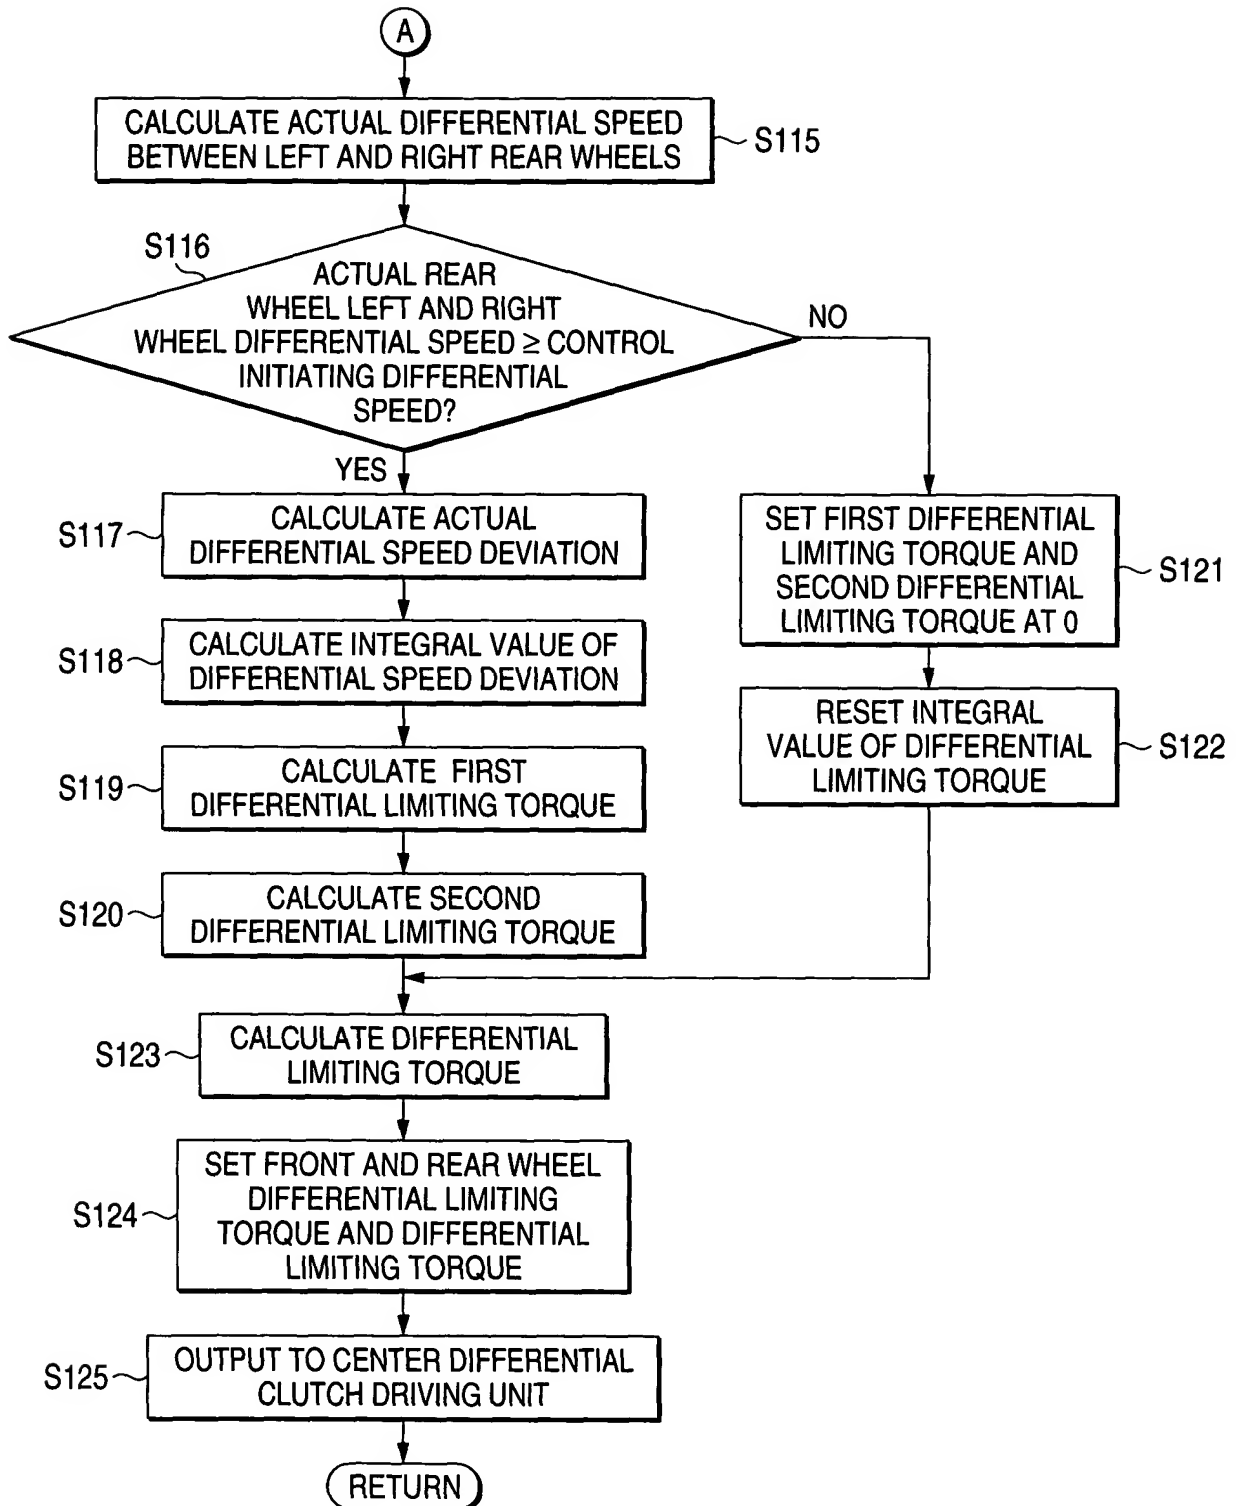 A
CALCULATE ACTUAL DIFFERENTIAL SPEED
BETWEEN LEFT AND RIGHT REAR WHEELS
S115
S116
ACTUAL REAR
WHEEL LEFT AND RIGHT
WHEEL DIFFERENTIAL SPEED ≥ CONTROL
INITIATING DIFFERENTIAL
SPEED?
NO
YES
S117
CALCULATE ACTUAL
DIFFERENTIAL SPEED DEVIATION
S118
CALCULATE INTEGRAL VALUE OF
DIFFERENTIAL SPEED DEVIATION
S119
CALCULATE FIRST
DIFFERENTIAL LIMITING TORQUE
S120
CALCULATE SECOND
DIFFERENTIAL LIMITING TORQUE
SET FIRST DIFFERENTIAL
LIMITING TORQUE AND
SECOND DIFFERENTIAL
LIMITING TORQUE AT 0
S121
RESET INTEGRAL
VALUE OF DIFFERENTIAL
LIMITING TORQUE
S122
S123
CALCULATE DIFFERENTIAL
LIMITING TORQUE
S124
SET FRONT AND REAR WHEEL
DIFFERENTIAL LIMITING
TORQUE AND DIFFERENTIAL
LIMITING TORQUE
S125
OUTPUT TO CENTER DIFFERENTIAL
CLUTCH DRIVING UNIT
RETURN